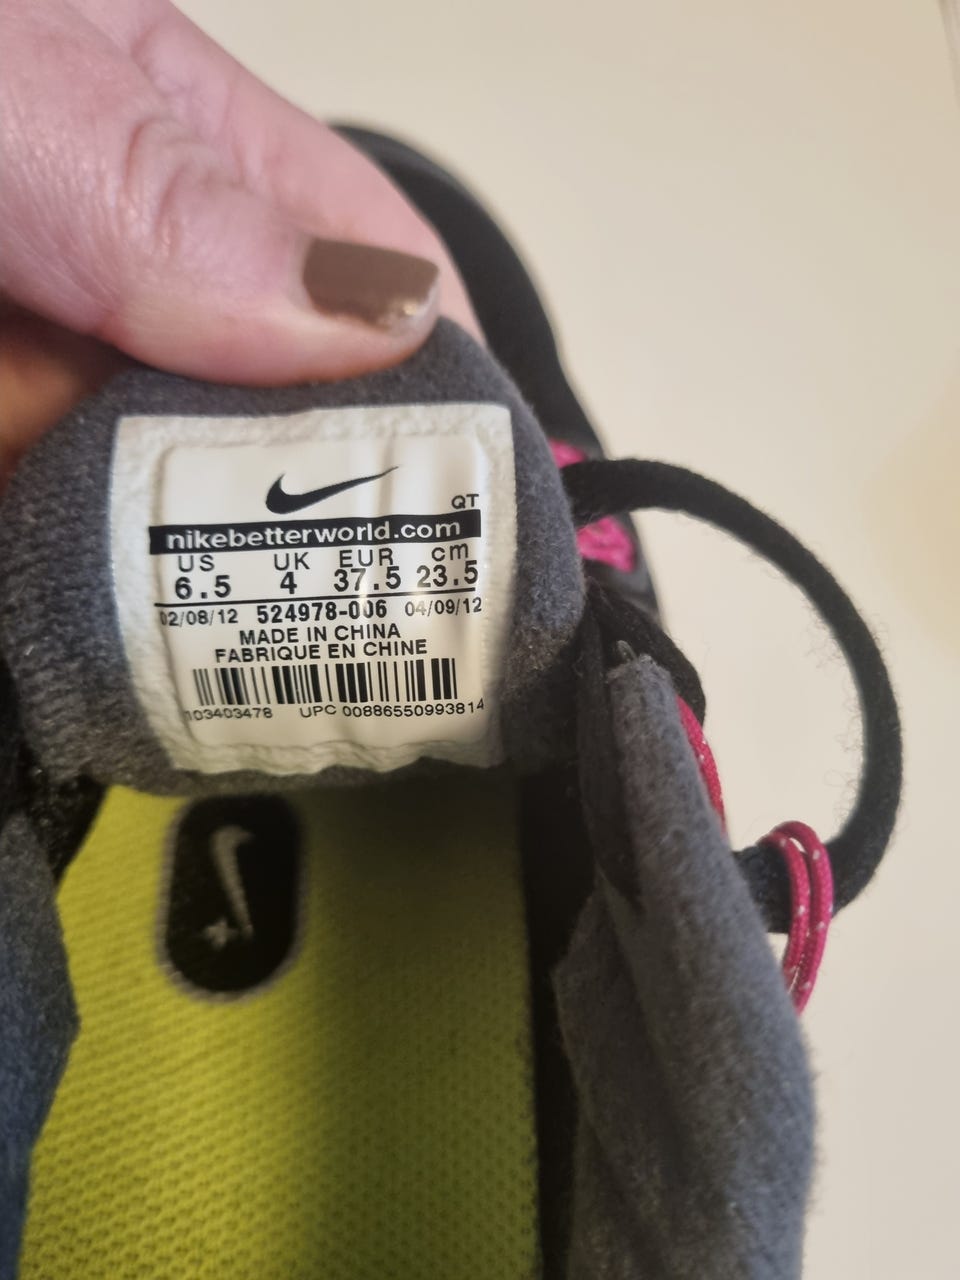 QT
nikebetterworld.com
US UK EUR cm
6.5 4 37.5 23.5
02/08/12 524978-006 04/09/12
MADE IN CHINA
FABRIQUE EN CHINE
103403478 UPC 00886550993814